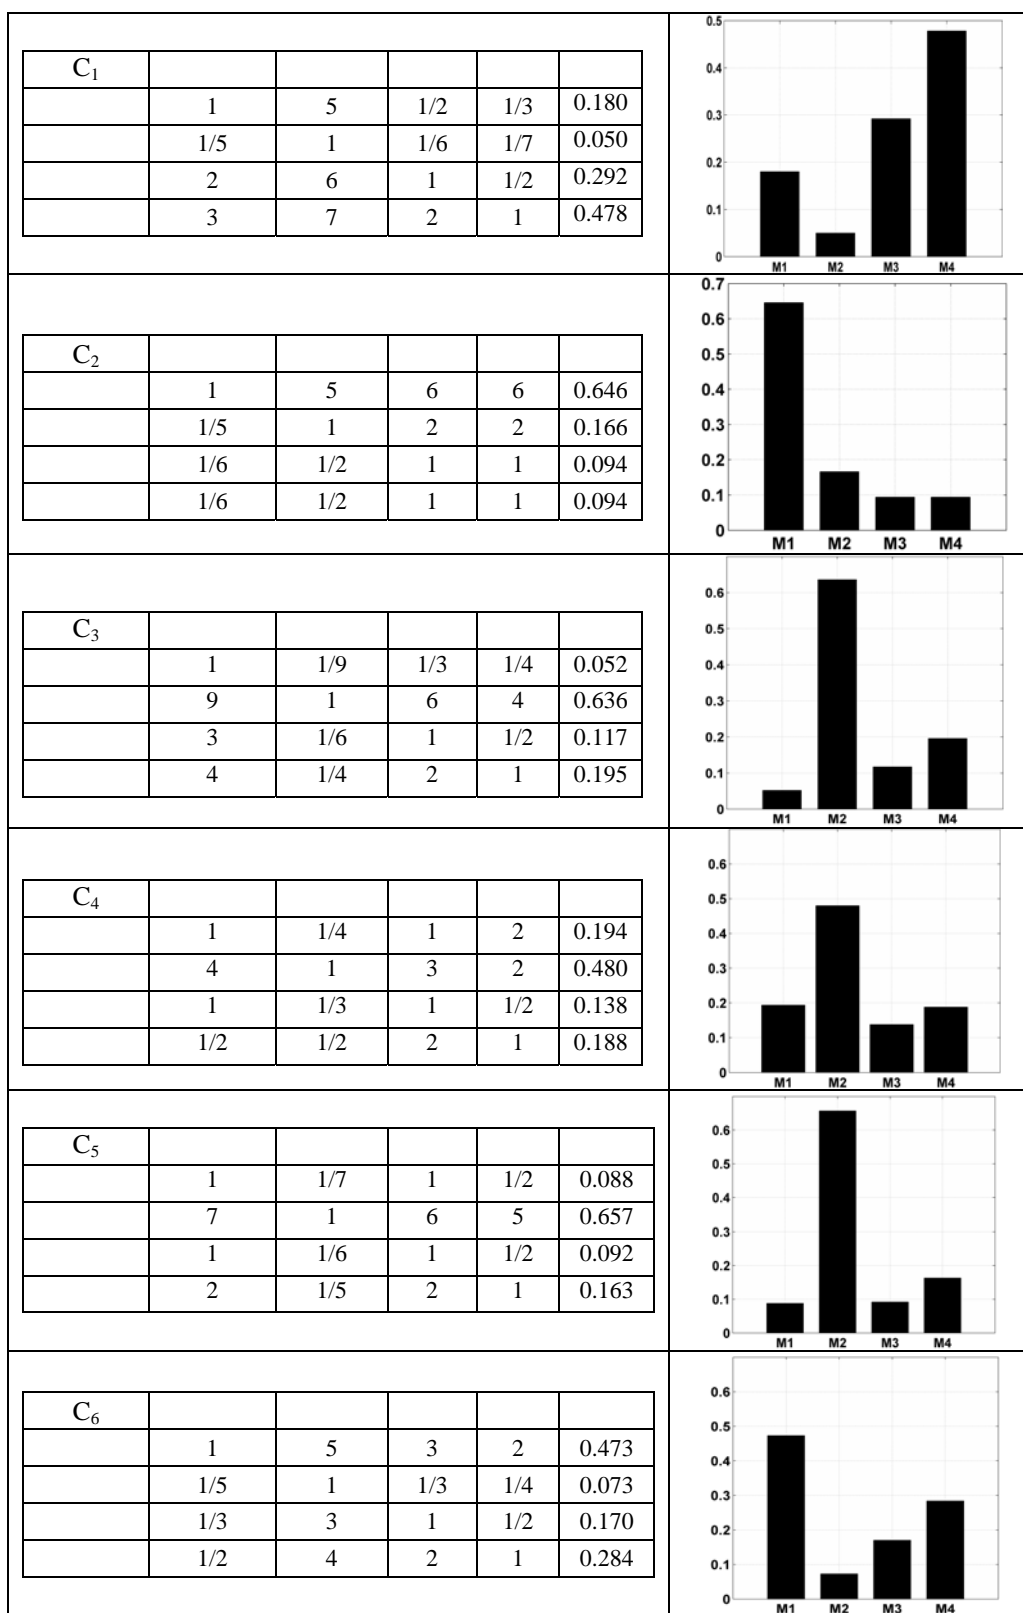 C₁
1 5 1/2 1/3 0.180
1/5 1 1/6 1/7 0.050
2 6 1 1/2 0.292
3 7 2 1 0.478
0.5
0.4
0.3
0.2
0.1
0
M1 M2 M3 M4
C₂
1 5 6 6 0.646
1/5 1 2 2 0.166
1/6 1/2 1 1 0.094
1/6 1/2 1 1 0.094
0.7
0.6
0.5
0.4
0.3
0.2
0.1
0
M1 M2 M3 M4
C₃
1 1/9 1/3 1/4 0.052
9 1 6 4 0.636
3 1/6 1 1/2 0.117
4 1/4 2 1 0.195
0.6
0.5
0.4
0.3
0.2
0.1
0
M1 M2 M3 M4
C₄
1 1/4 1 2 0.194
4 1 3 2 0.480
1 1/3 1 1/2 0.138
1/2 1/2 2 1 0.188
0.6
0.5
0.4
0.3
0.2
0.1
0
M1 M2 M3 M4
C₅
1 1/7 1 1/2 0.088
7 1 6 5 0.657
1 1/6 1 1/2 0.092
2 1/5 2 1 0.163
0.6
0.5
0.4
0.3
0.2
0.1
0
M1 M2 M3 M4
C₆
1 5 3 2 0.473
1/5 1 1/3 1/4 0.073
1/3 3 1 1/2 0.170
1/2 4 2 1 0.284
0.6
0.5
0.4
0.3
0.2
0.1
0
M1 M2 M3 M4